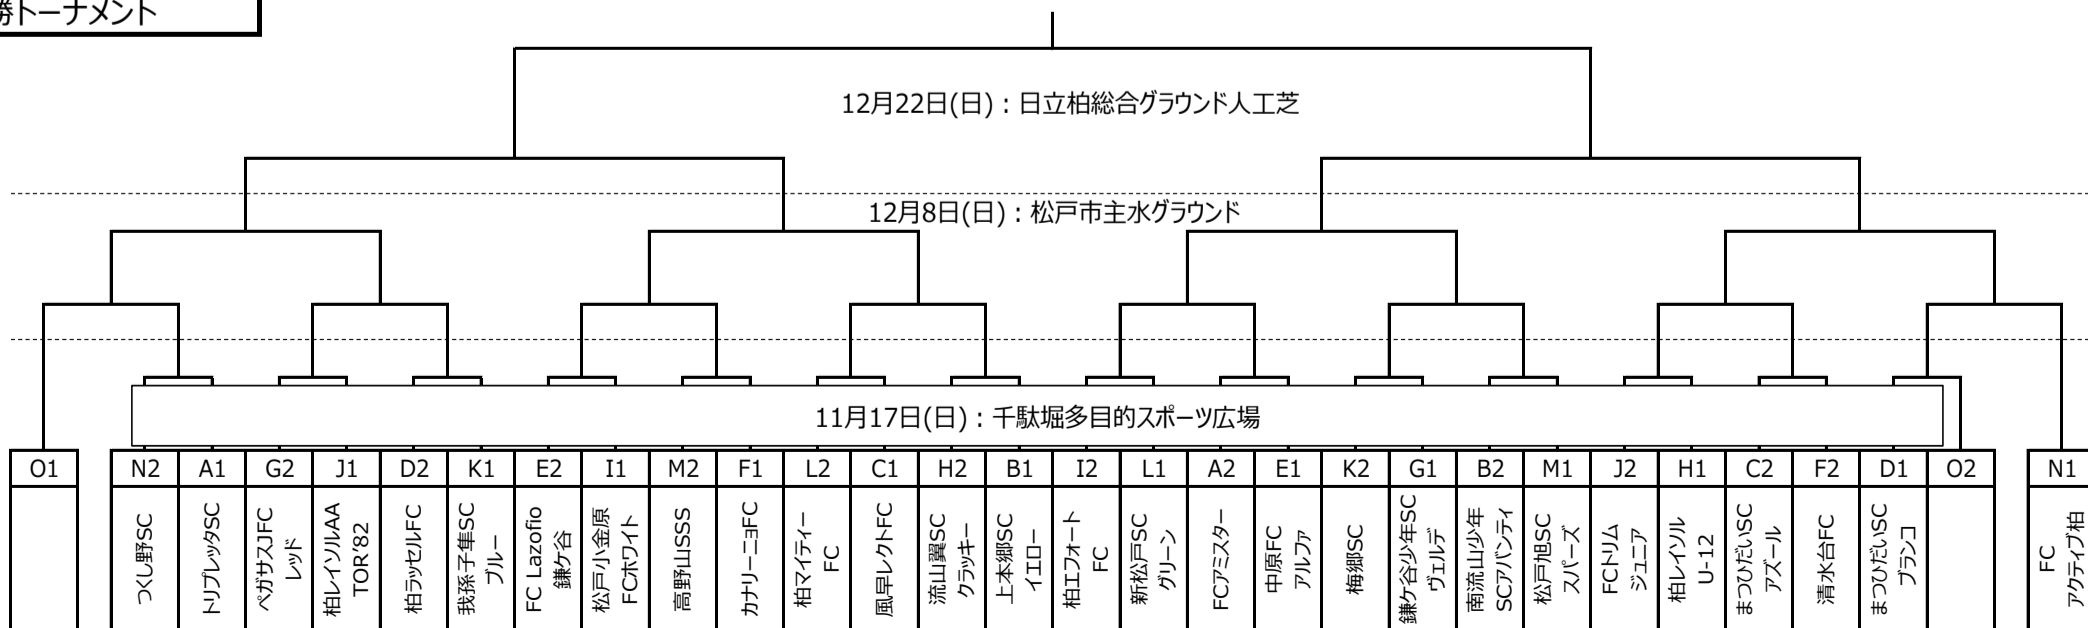 勝トーナメント
12月22日(日)：日立柏総合グラウンド人工芝
12月8日(日)：松戸市主水グラウンド
11月17日(日)：千駄堀多目的スポーツ広場
O1
N2
A1
G2
J1
D2
K1
E2
I1
M2
F1
L2
C1
H2
B1
I2
L1
A2
E1
K2
G1
B2
M1
J2
H1
C2
F2
D1
O2
N1
つくし野SC
トリプレッタSC
ペガサスJFC
レッド
柏レイソルAA
TOR'82
柏ラッセルFC
我孫子隼SC
ブルー
FC Lazofio
鎌ケ谷
松戸小金原
FCホワイト
高野山SSS
カナリーニョFC
柏マイティー
FC
風早レクトFC
流山翼SC
クラッキー
上本郷SC
イエロー
柏エフォート
FC
新松戸SC
グリーン
FCアミスター
中原FC
アルファ
梅郷SC
鎌ケ谷少年SC
ヴェルデ
南流山少年
SCアバンティ
松戸旭SC
スパーズ
FCトリム
ジュニア
柏レイソル
U-12
まつひだいSC
アズール
清水台FC
まつひだいSC
ブランコ
FC
アクティブ柏